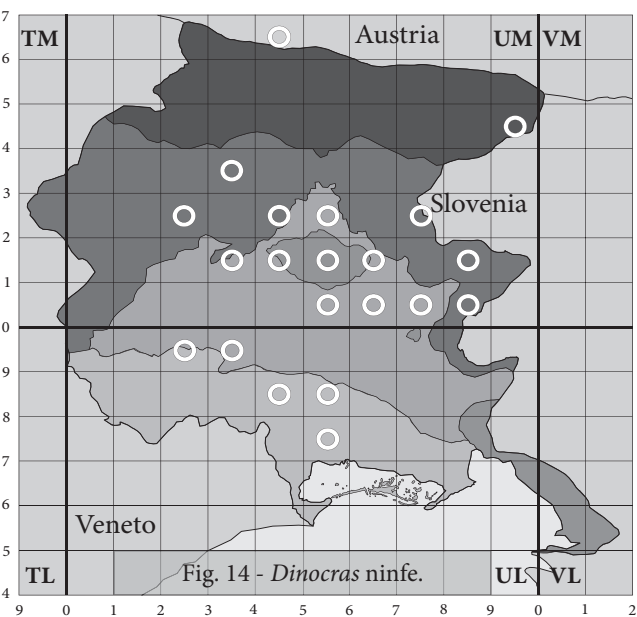 7
TM
Austria
UM
VM
6
5
4
3
Slovenia
2
1
0
9
8
7
6
Veneto
5
TL
Fig. 14 - Dinocras ninfe.
UL
VL
4
9 0 1 2 3 4 5 6 7 8 9 0 1 2